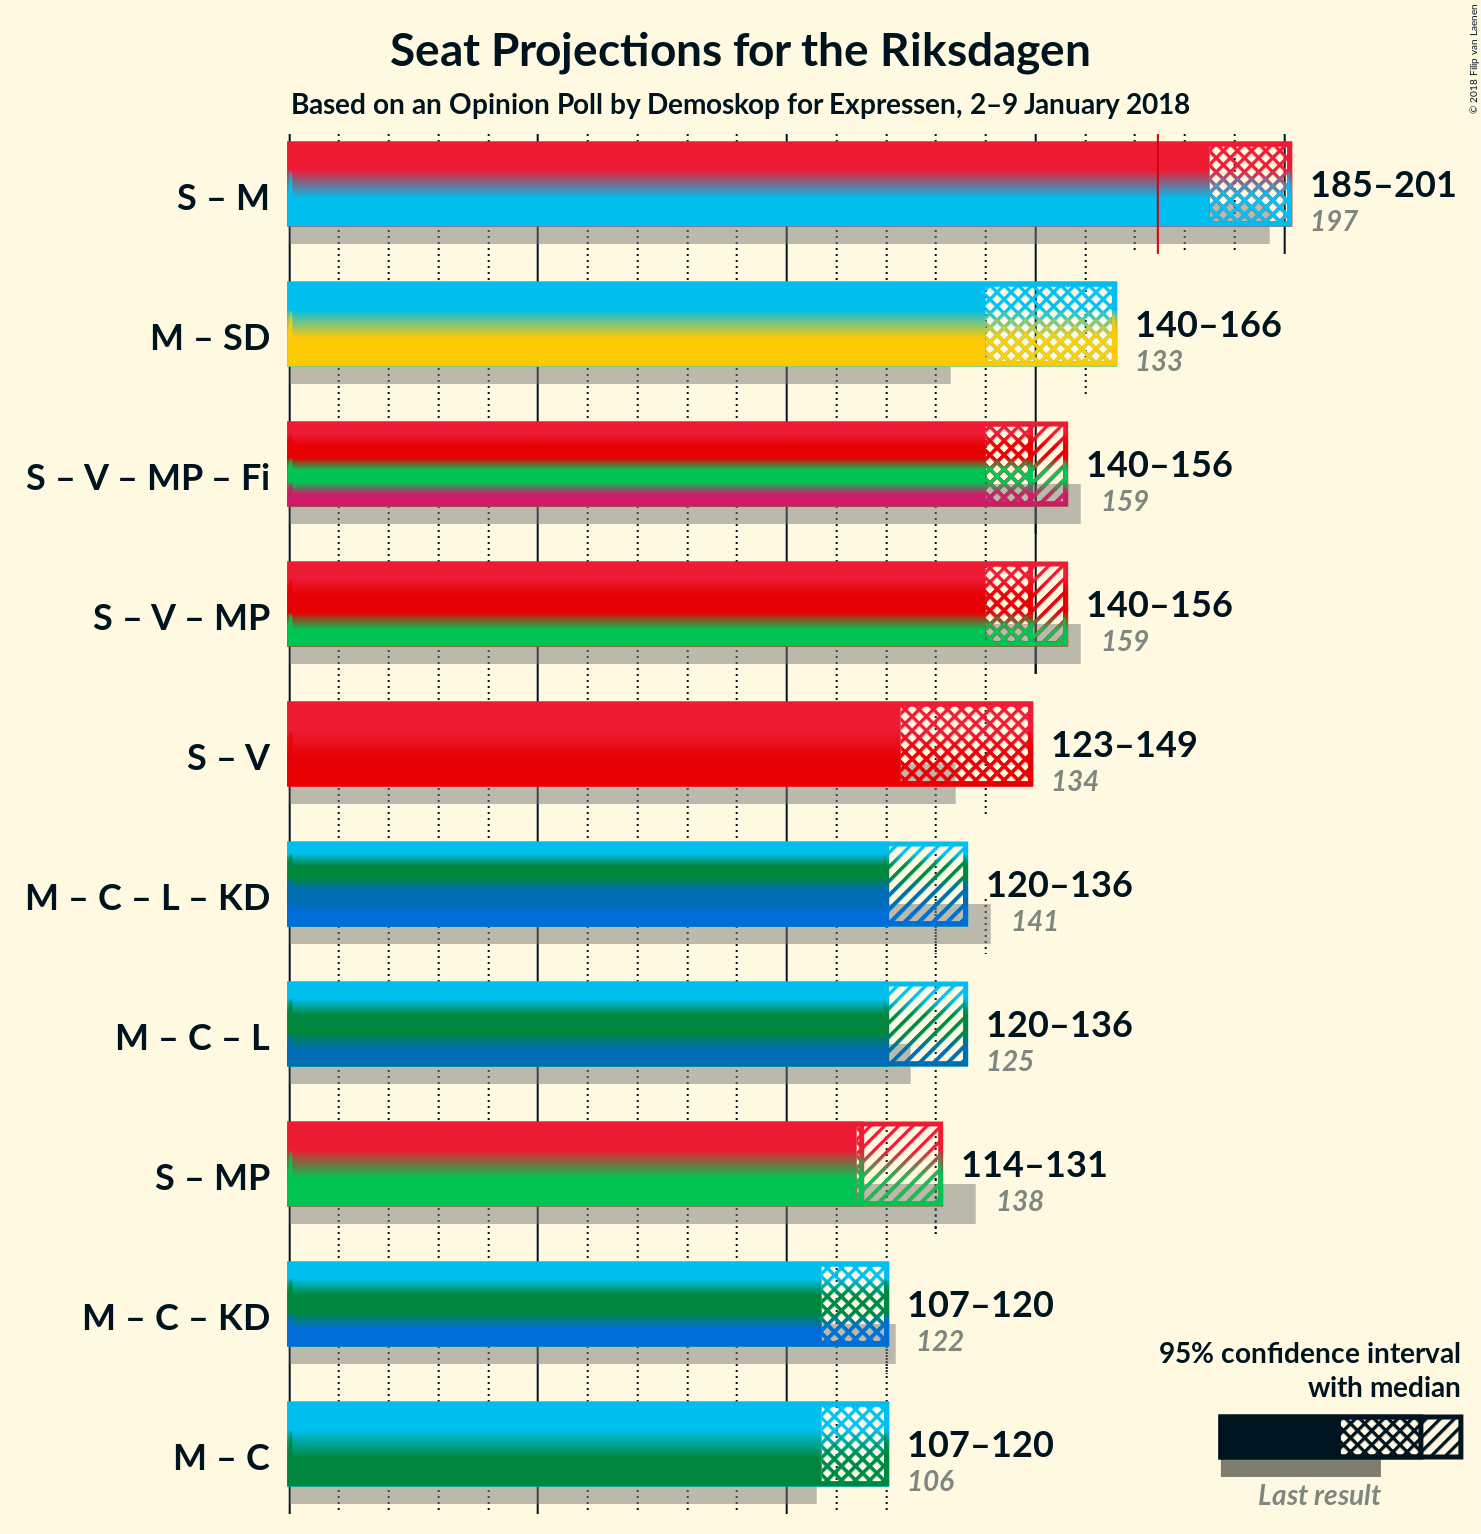 Seat Projections for the Riksdagen
Based on an Opinion Poll by Demoskop for Expressen, 2–9 January 2018
© 2018 Filip van Laenen
S – M
185–201
197
M – SD
140–166
133
S – V – MP – Fi
140–156
159
S – V – MP
140–156
159
S – V
123–149
134
M – C – L – KD
120–136
141
M – C – L
120–136
125
S – MP
114–131
138
M – C – KD
107–120
122
M – C
107–120
106
95% confidence interval
with median
Last result